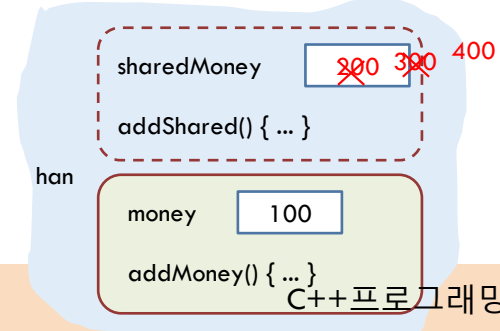 sharedMoney 200 300 400
addShared() { ... }
han
money 100
addMoney() { ... }
C++프로그래밍